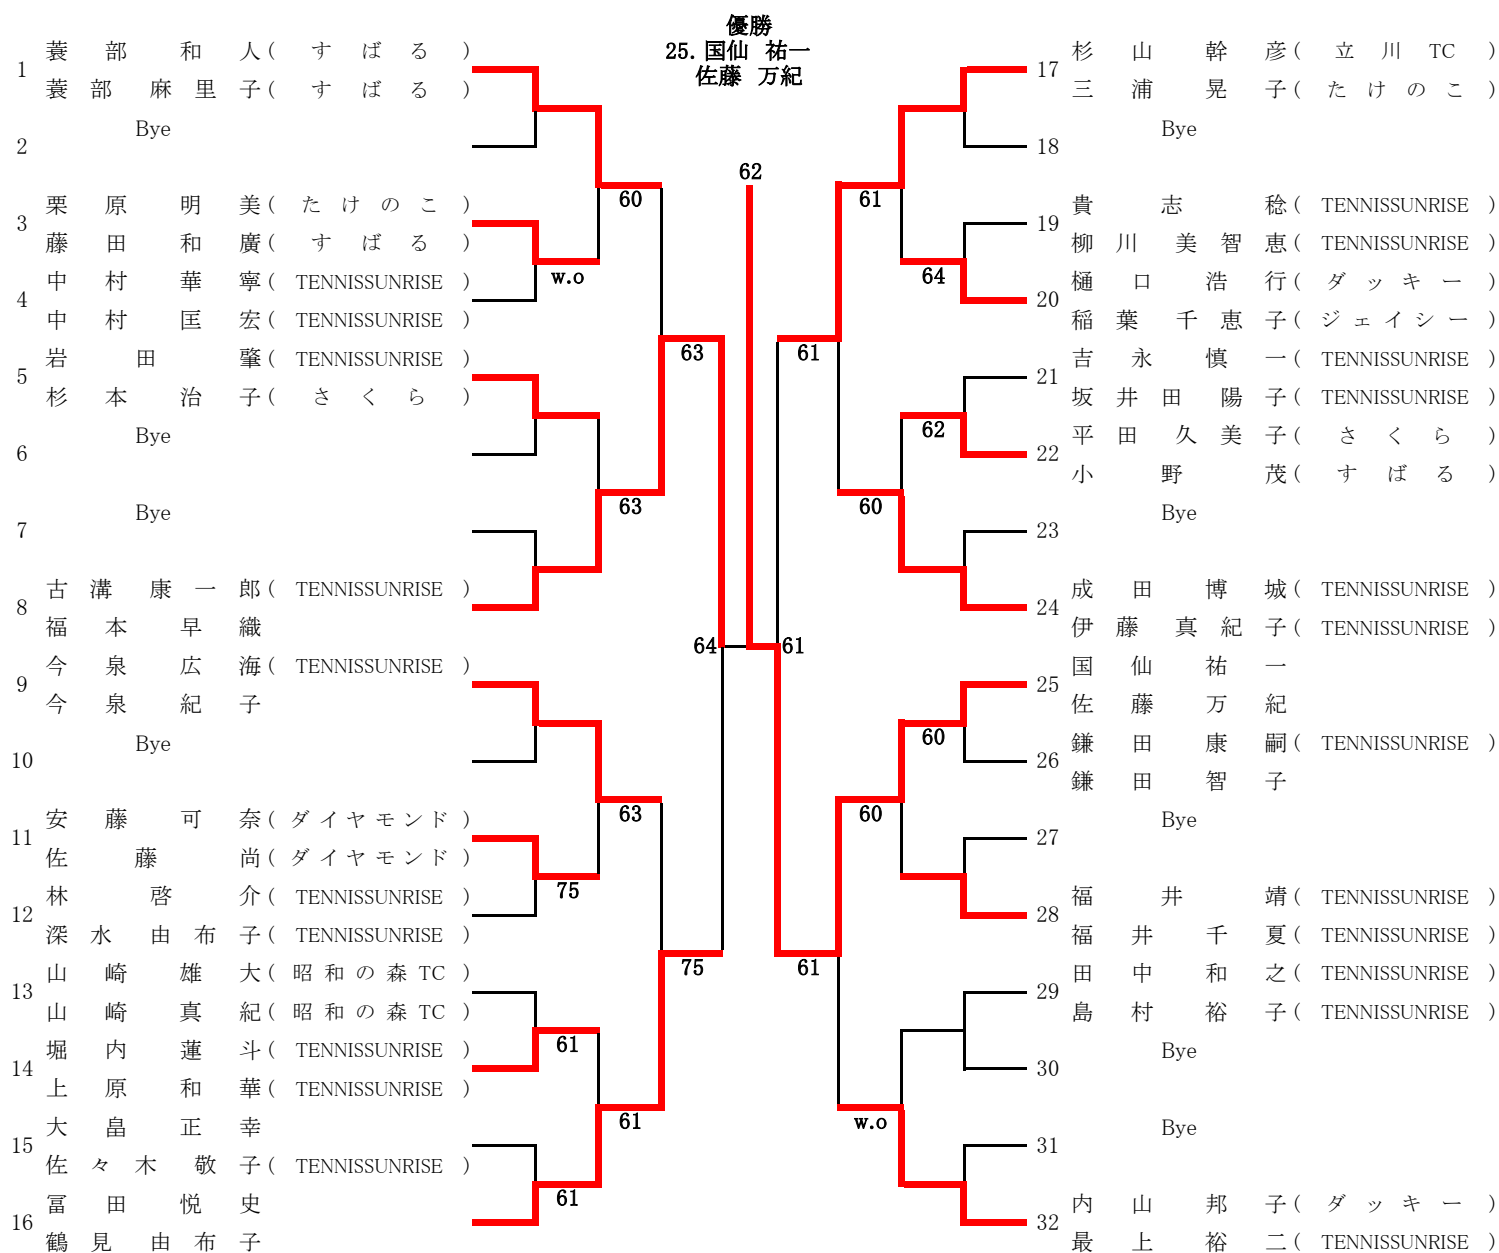 優勝
25. 国仙 祐一
佐藤 万紀
1
蓑部 和人(すばる)
蓑部 麻里子(すばる)
2
Bye
3
栗原 明美(たけのこ)
藤田 和廣(すばる)
4
中村 華寧(TENNISSUNRISE)
中村 匡宏(TENNISSUNRISE)
5
岩田 肇(TENNISSUNRISE)
杉本 治子(さくら)
6
Bye
7
Bye
8
古溝 康一郎(TENNISSUNRISE)
福本 早織
9
今泉 広海(TENNISSUNRISE)
今泉 紀子
10
Bye
11
安藤 可奈(ダイヤモンド)
佐藤 尚(ダイヤモンド)
12
林 啓介(TENNISSUNRISE)
深水 由布子(TENNISSUNRISE)
13
山崎 雄大(昭和の森TC)
山崎 真紀(昭和の森TC)
14
堀内 蓮斗(TENNISSUNRISE)
上原 和華(TENNISSUNRISE)
15
大畠 正幸
佐々木 敬子(TENNISSUNRISE)
16
冨田 悦史
鶴見 由布子
w.o
75
61
61
60
63
63
61
63
75
64
62
61
61
61
61
60
60
w.o
64
62
60
17
杉山 幹彦(立川TC)
三浦 晃子(たけのこ)
18
Bye
19
貴志 稔(TENNISSUNRISE)
柳川 美智恵(TENNISSUNRISE)
20
樋口 浩行(ダッキー)
稲葉 千恵子(ジェイシー)
21
吉永 慎一(TENNISSUNRISE)
坂井田 陽子(TENNISSUNRISE)
22
平田 久美子(さくら)
小野 茂(すばる)
23
Bye
24
成田 博城(TENNISSUNRISE)
伊藤 真紀子(TENNISSUNRISE)
25
国仙 祐一
佐藤 万紀
26
鎌田 康嗣(TENNISSUNRISE)
鎌田 智子
27
Bye
28
福井 靖(TENNISSUNRISE)
福井 千夏(TENNISSUNRISE)
29
田中 和之(TENNISSUNRISE)
島村 裕子(TENNISSUNRISE)
30
Bye
31
Bye
32
内山 邦子(ダッキー)
最上 裕二(TENNISSUNRISE)